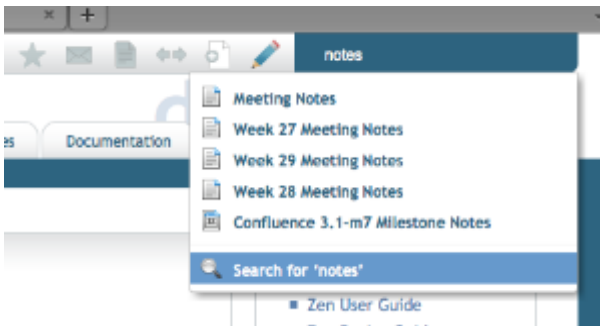 notes
Meeting Notes
Week 27 Meeting Notes
es Documentation
Week 29 Meeting Notes
Week 28 Meeting Notes
Confluence 3.1-m7 Milestone Notes
Search for 'notes'
Zen User Guide